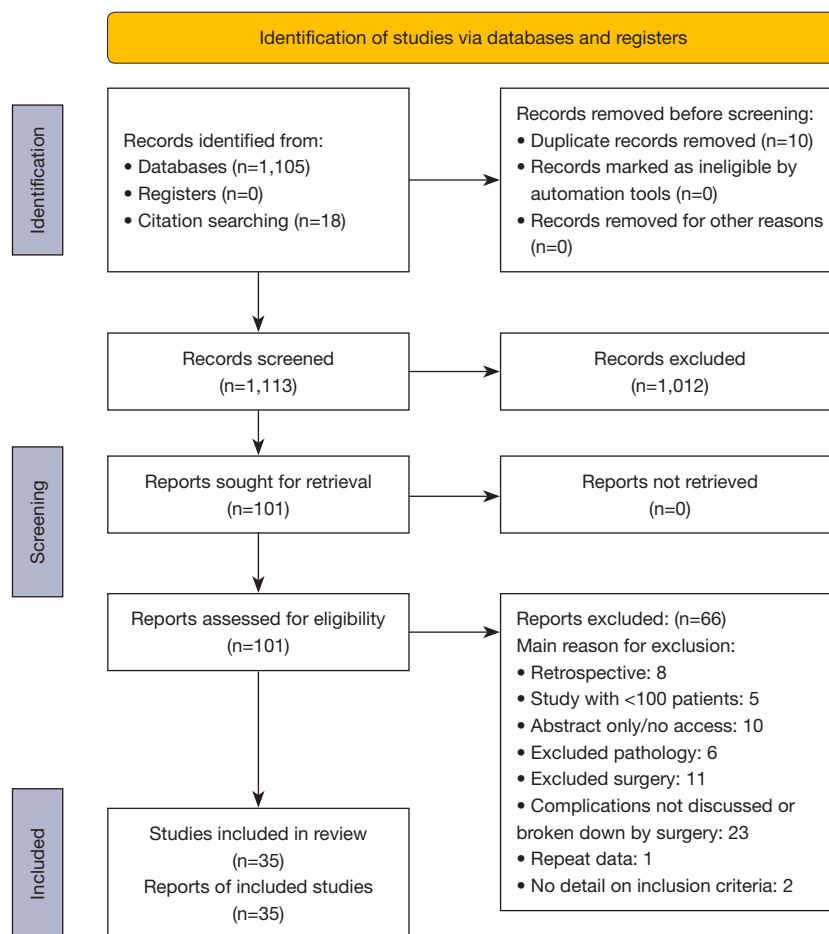 Identification of studies via databases and registers
Identification
Records identified from:
• Databases (n=1,105)
• Registers (n=0)
• Citation searching (n=18)
Records removed before screening:
• Duplicate records removed (n=10)
• Records marked as ineligible by
automation tools (n=0)
• Records removed for other reasons
(n=0)
Records screened
(n=1,113)
Records excluded
(n=1,012)
Screening
Reports sought for retrieval
(n=101)
Reports not retrieved
(n=0)
Reports assessed for eligibility
(n=101)
Reports excluded: (n=66)
Main reason for exclusion:
• Retrospective: 8
• Study with <100 patients: 5
• Abstract only/no access: 10
• Excluded pathology: 6
• Excluded surgery: 11
• Complications not discussed or
broken down by surgery: 23
• Repeat data: 1
• No detail on inclusion criteria: 2
Included
Studies included in review
(n=35)
Reports of included studies
(n=35)